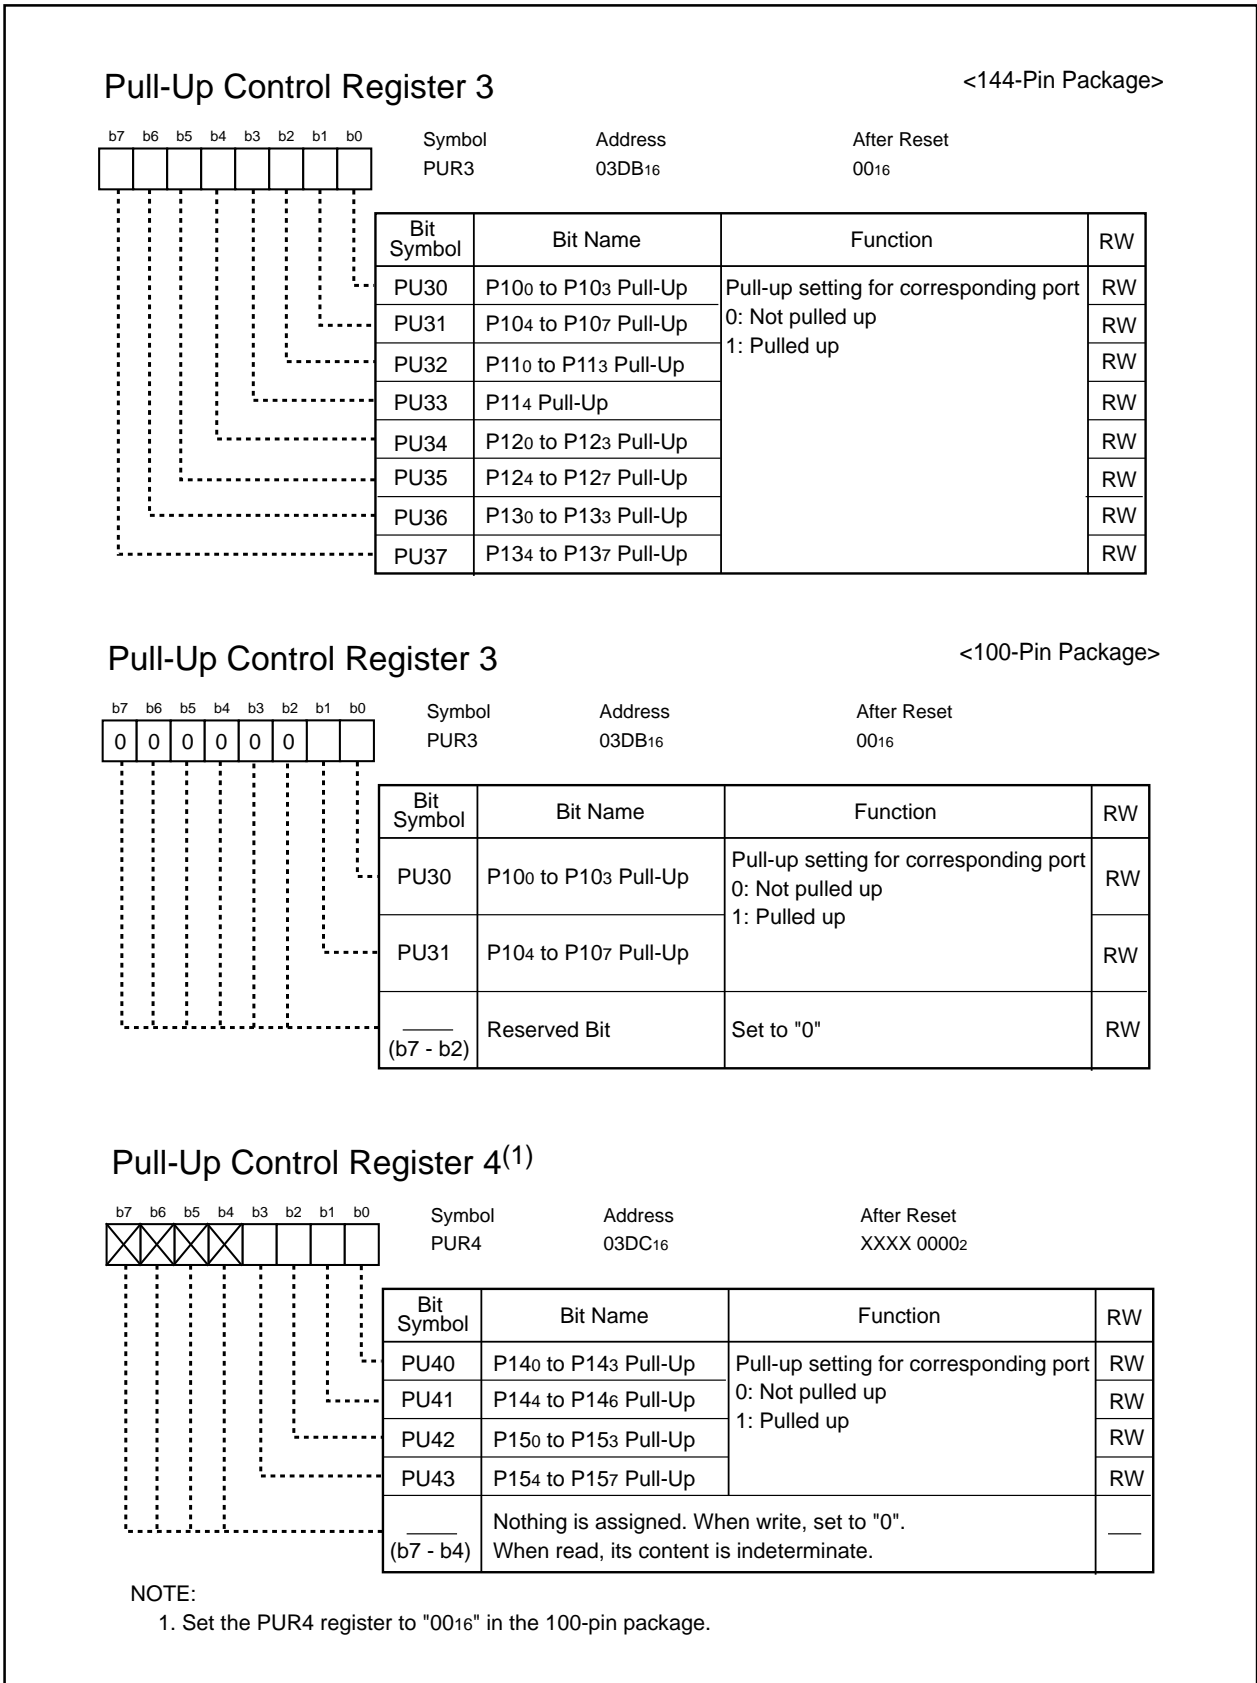 Pull-Up Control Register 3 <144-Pin Package>
b7 b6 b5 b4 b3 b2 b1 b0 Symbol Address After Reset
PUR3 03DB16 0016
Bit Symbol Bit Name Function RW
PU30 P100 to P103 Pull-Up Pull-up setting for corresponding port RW
0: Not pulled up
PU31 P104 to P107 Pull-Up RW
1: Pulled up
PU32 P110 to P113 Pull-Up RW
PU33 P114 Pull-Up RW
PU34 P120 to P123 Pull-Up RW
PU35 P124 to P127 Pull-Up RW
PU36 P130 to P133 Pull-Up RW
PU37 P134 to P137 Pull-Up RW
Pull-Up Control Register 3 <100-Pin Package>
b7 b6 b5 b4 b3 b2 b1 b0 Symbol Address After Reset
0 0 0 0 0 0 PUR3 03DB16 0016
Bit Symbol Bit Name Function RW
Pull-up setting for corresponding port
PU30 P100 to P103 Pull-Up 0: Not pulled up RW
1: Pulled up
PU31 P104 to P107 Pull-Up RW
(b7 - b2) Reserved Bit Set to "0" RW
Pull-Up Control Register 4(1)
b7 b6 b5 b4 b3 b2 b1 b0 Symbol Address After Reset
PUR4 03DC16 XXXX 00002
Bit Symbol Bit Name Function RW
PU40 P140 to P143 Pull-Up Pull-up setting for corresponding port RW
0: Not pulled up
PU41 P144 to P146 Pull-Up RW
1: Pulled up
PU42 P150 to P153 Pull-Up RW
PU43 P154 to P157 Pull-Up RW
Nothing is assigned. When write, set to "0".
(b7 - b4) When read, its content is indeterminate.
NOTE:
1. Set the PUR4 register to "0016" in the 100-pin package.